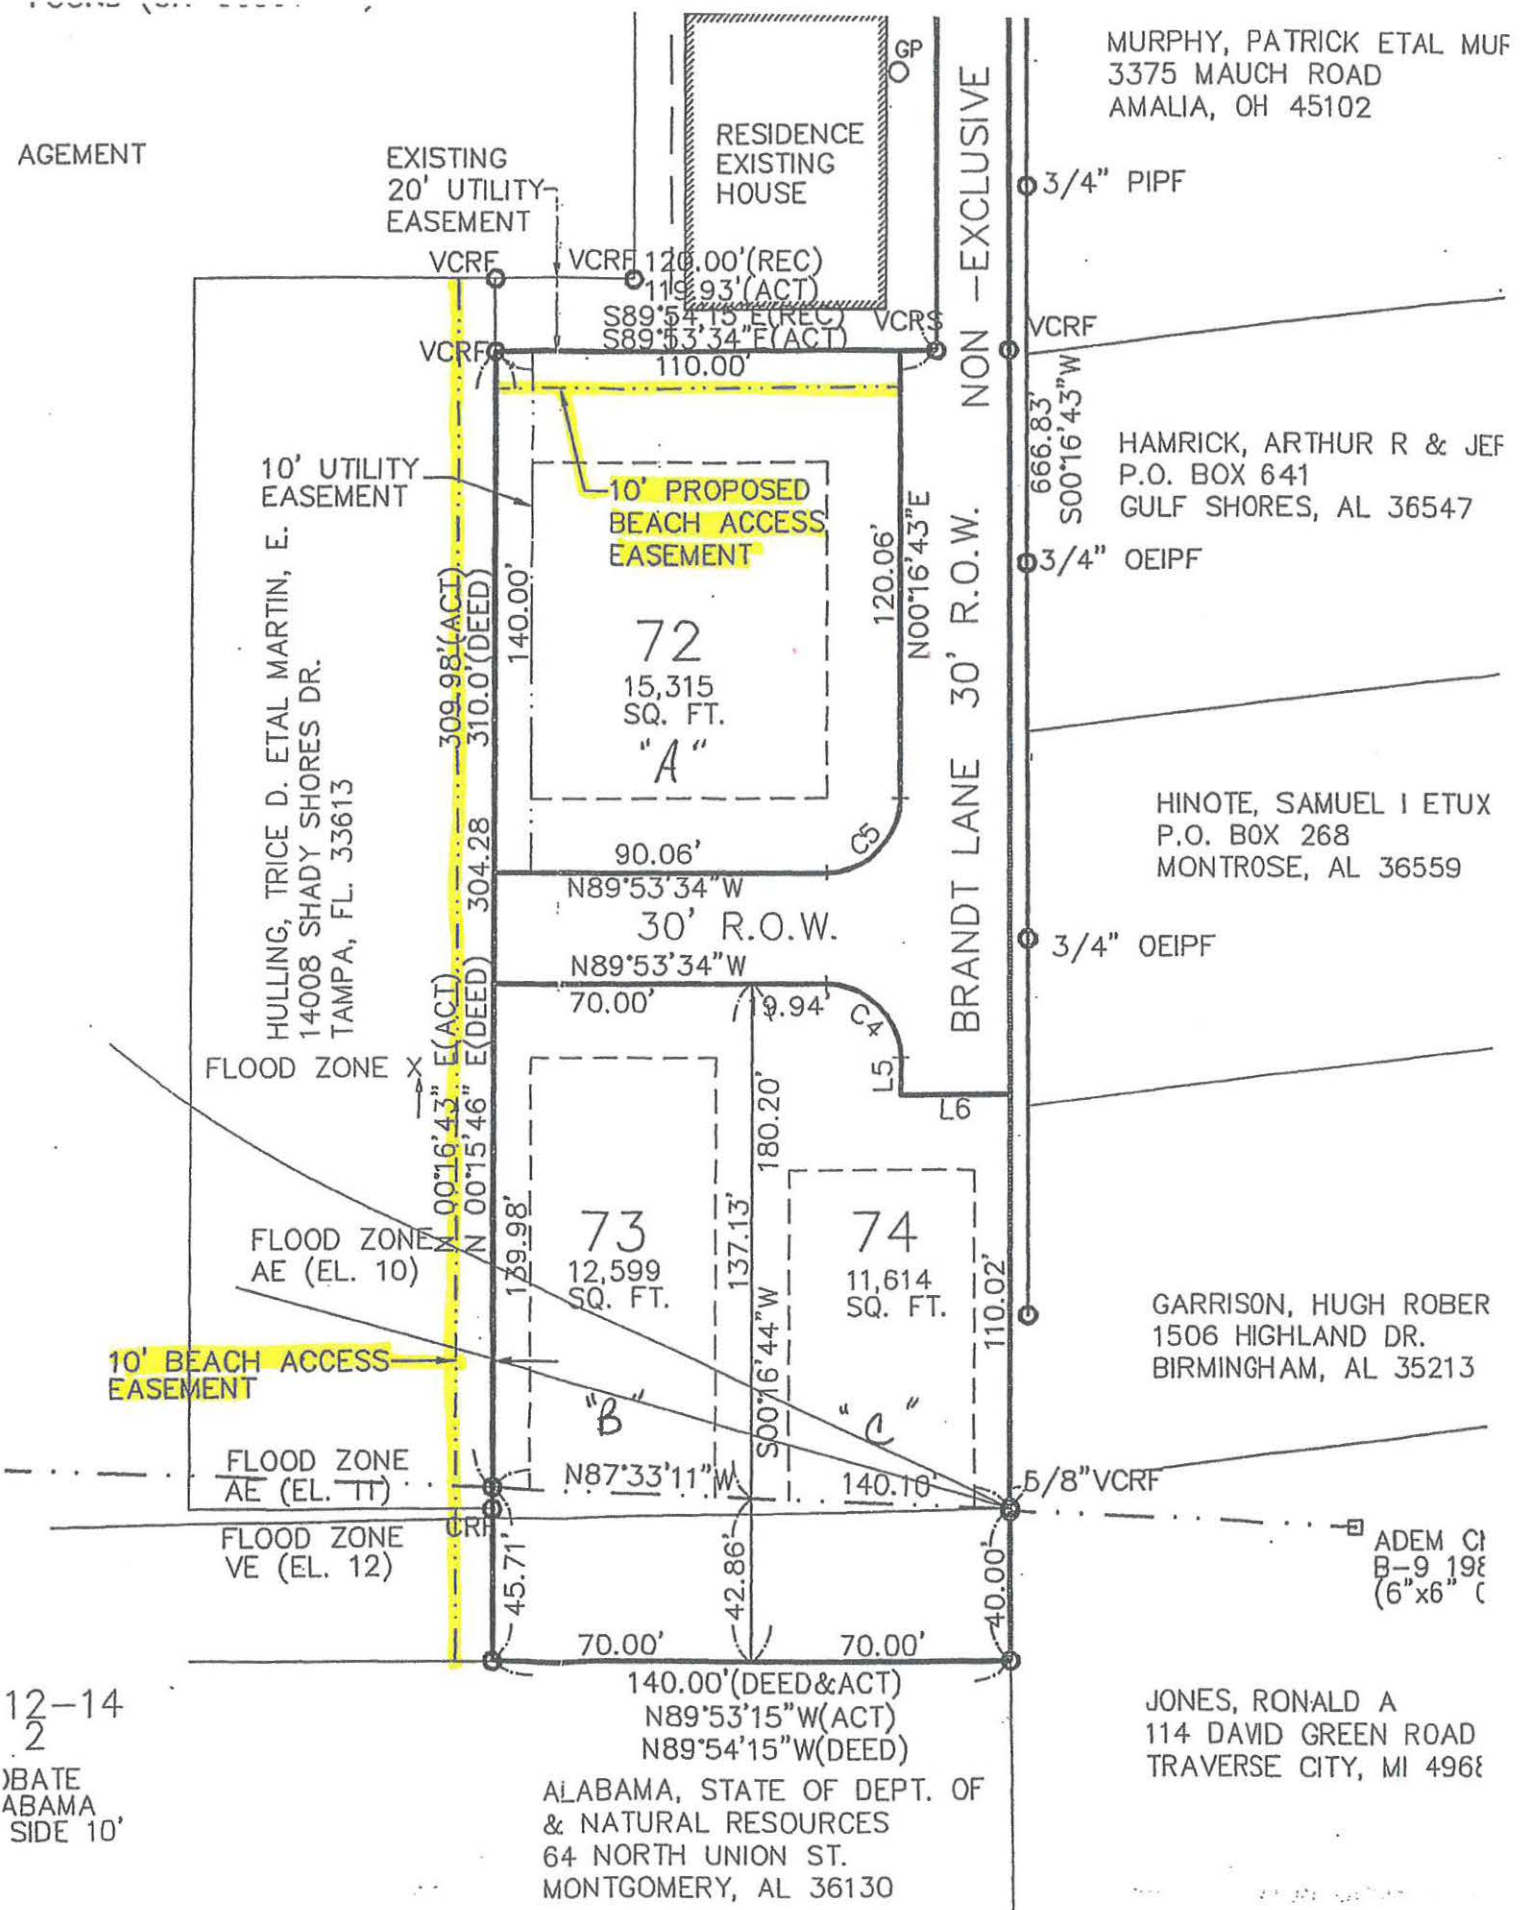 MURPHY, PATRICK ETAL MUR
3375 MAUCH ROAD
AMALIA, OH 45102
GP
AGEMENT
EXISTING
20' UTILITY
EASEMENT
RESIDENCE
EXISTING
HOUSE
NON-EXCLUSIVE
3/4" PIPF
VCRF
VCRF
120.00'(REC)
119.93'(ACT)
S89°54'15"E(REC)
S89°53'34"E(ACT)
VCRS
VCRF
VCRF
110.00'
666.83'
S00°16'43"W
HAMRICK, ARTHUR R & JEF
P.O. BOX 641
GULF SHORES, AL 36547
10' UTILITY
EASEMENT
10' PROPOSED
BEACH ACCESS
EASEMENT
3/4" OEIPF
HULLING, TRICE D. ETAL MARTIN, E.
14008 SHADY SHORES DR.
TAMPA, FL. 33613
309.98'(ACT)
310.0'(DEED)
140.00'
72
15,315
SQ. FT.
"A"
120.06'
N00°16'43"E
BRANDT LANE 30' R.O.W.
HINOTE, SAMUEL I ETUX
P.O. BOX 268
MONTROSE, AL 36559
304.28
90.06'
C5
N89°53'34"W
30' R.O.W.
N89°53'34"W
70.00'
19.94'
C4
3/4" OEIPF
FLOOD ZONE X
N 00°16'43" E(ACT)
N 00°15'46" E(DEED)
L5
L6
180.20'
139.98'
137.13'
S00°16'44"W
110.02'
73
12,599
SQ. FT.
74
11,614
SQ. FT.
FLOOD ZONE
AE (EL. 10)
GARRISON, HUGH ROBER
1506 HIGHLAND DR.
BIRMINGHAM, AL 35213
10' BEACH ACCESS
EASEMENT
"B"
"C"
FLOOD ZONE
AE (EL. 11)
N87°33'11"W
140.10'
5/8"VCRF
CRF
FLOOD ZONE
VE (EL. 12)
45.71'
42.86'
40.00'
ADEM
B-9 198
(6"x6"
70.00'
70.00'
140.00'(DEED&ACT)
N89°53'15"W(ACT)
N89°54'15"W(DEED)
12-14
2
OBATE
ABAMA
SIDE 10'
JONES, RONALD A
114 DAVID GREEN ROAD
TRAVERSE CITY, MI 4968
ALABAMA, STATE OF DEPT. OF
& NATURAL RESOURCES
64 NORTH UNION ST.
MONTGOMERY, AL 36130